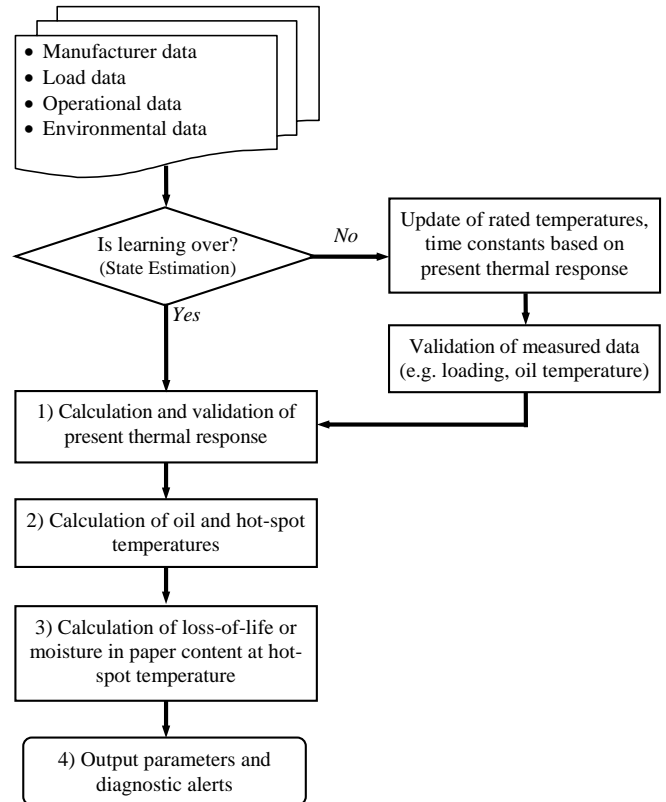 • Manufacturer data
• Load data
• Operational data
• Environmental data
Is learning over?
(State Estimation)
No
Yes
Update of rated temperatures,
time constants based on
present thermal response
Validation of measured data
(e.g. loading, oil temperature)
1) Calculation and validation of
present thermal response
2) Calculation of oil and hot-spot
temperatures
3) Calculation of loss-of-life or
moisture in paper content at hot-
spot temperature
4) Output parameters and
diagnostic alerts